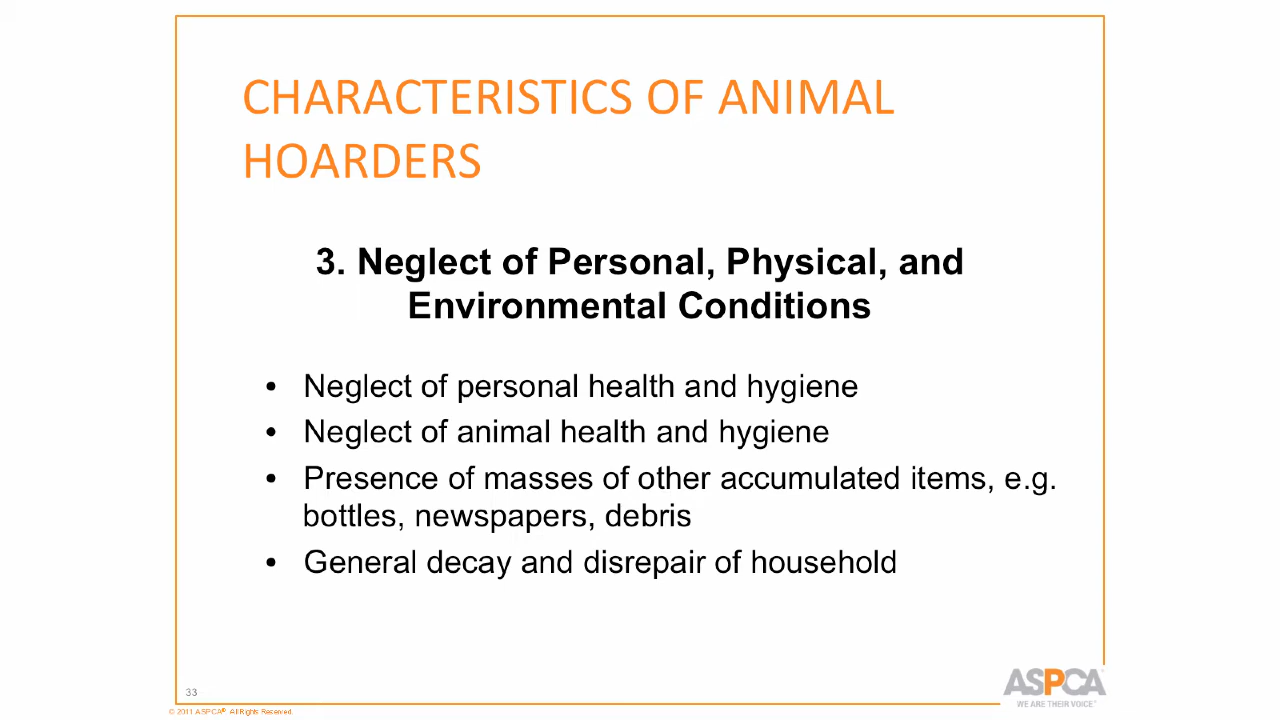 CHARACTERISTICS OF ANIMAL
HOARDERS
3. Neglect of Personal, Physical, and
Environmental Conditions
• Neglect of personal health and hygiene
• Neglect of animal health and hygiene
• Presence of masses of other accumulated items, e.g.
bottles, newspapers, debris
• General decay and disrepair of household
33
© 2011 ASPCA®. All Rights Reserved.
ASPCA
WE ARE THEIR VOICE™